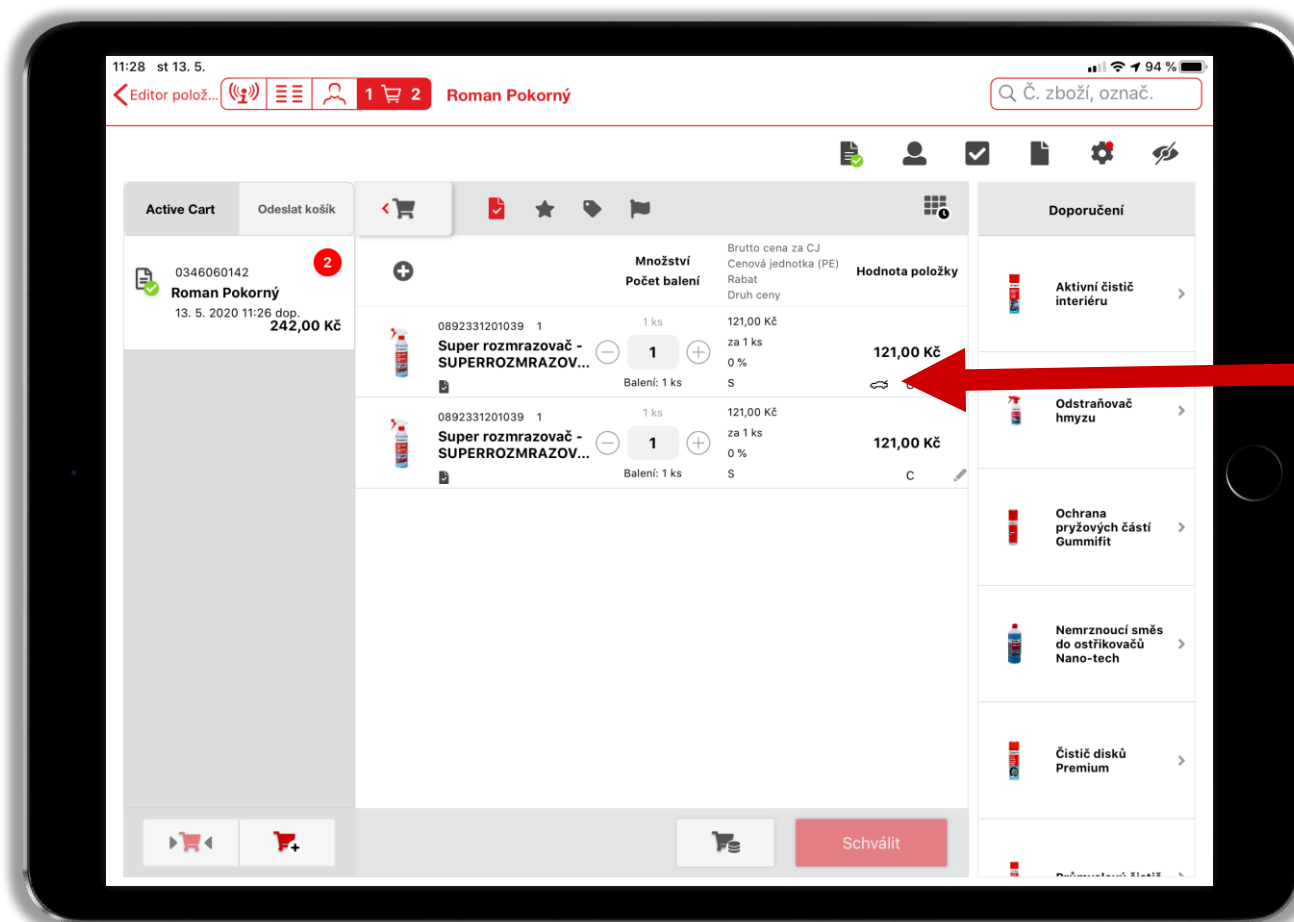 11:28 st 13. 5.
94 %
Editor polož...
1 2
Roman Pokorný
Č. zboží, označ.
Active Cart
Odeslat košík
Doporučení
0346060142
2
Roman Pokorný
13. 5. 2020 11:26 dop.
242,00 Kč
Množství
Počet balení
Brutto cena za CJ
Cenová jednotka (PE)
Rabat
Druh ceny
Hodnota položky
0892331201039 1
Super rozmrazovač -
SUPERROZMRAZOV...
1 ks
1
Balení: 1 ks
121,00 Kč
za 1 ks
0 %
S
121,00 Kč
0892331201039 1
Super rozmrazovač -
SUPERROZMRAZOV...
1 ks
1
Balení: 1 ks
121,00 Kč
za 1 ks
0 %
S
121,00 Kč
C
Aktivní čistič
interiéru
Odstraňovač
hmyzu
Ochrana
pryžových částí
Gummifit
Nemrznoucí směs
do ostřikovačů
Nano-tech
Čistič disků
Premium
Schválit